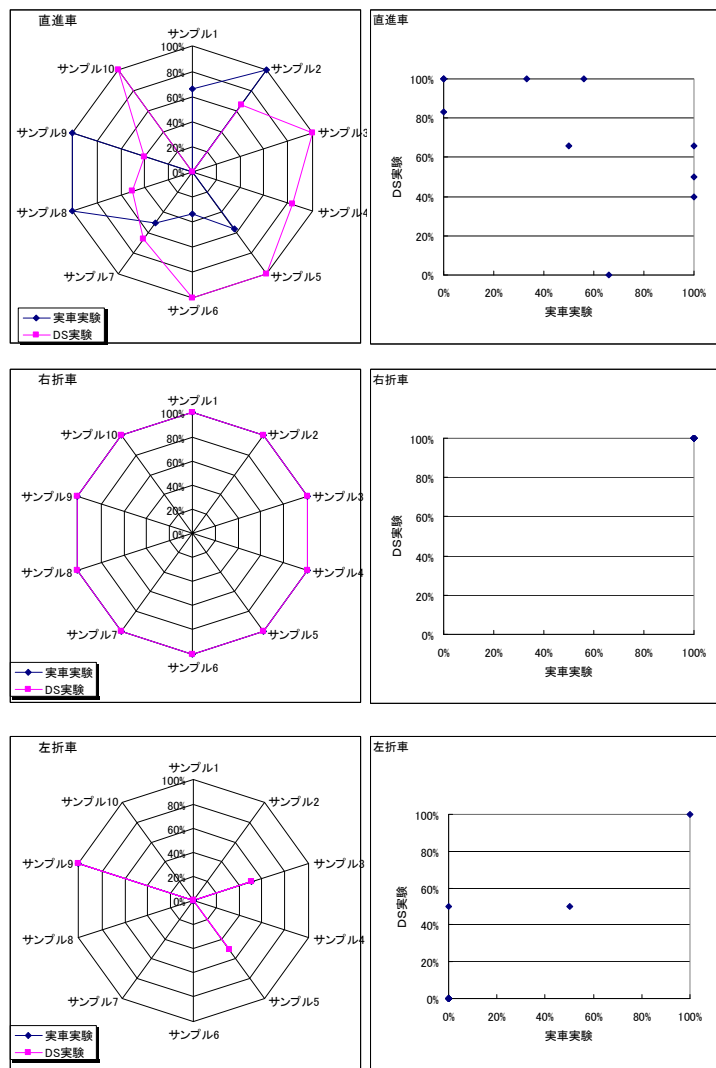 直進車
サンプル1
100%
サンプル10
サンプル2
80%
60%
サンプル9
サンプル3
40%
20%
0%
サンプル8
サンプル4
サンプル7
サンプル5
サンプル6
実車実験
DS実験
直進車
100%
80%
60%
40%
20%
0%
DS実験
0%
20%
40%
60%
80%
100%
実車実験
右折車
サンプル1
100%
サンプル10
サンプル2
80%
60%
サンプル9
サンプル3
40%
20%
0%
サンプル8
サンプル4
サンプル7
サンプル5
サンプル6
実車実験
DS実験
右折車
100%
80%
60%
40%
20%
0%
DS実験
0%
20%
40%
60%
80%
100%
実車実験
左折車
サンプル1
100%
サンプル10
サンプル2
80%
60%
サンプル9
サンプル3
40%
20%
0%
サンプル8
サンプル4
サンプル7
サンプル5
サンプル6
実車実験
DS実験
左折車
100%
80%
60%
40%
20%
0%
DS実験
0%
20%
40%
60%
80%
100%
実車実験